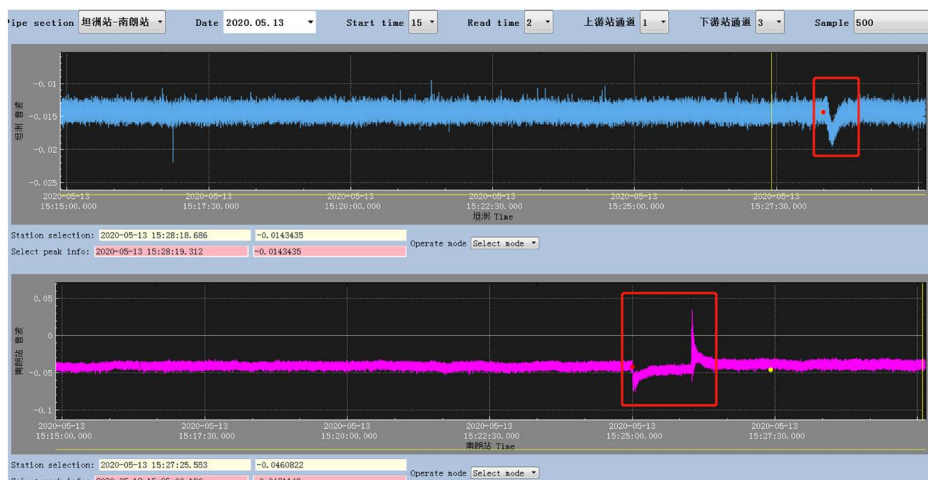 Pipe section 坦洲站-南朗站 Date 2020.05.13 Start time 15 Rend time 2 上游站通道 1 下游站通道 3 Sample 500
-0.01
-0.015
-0.02
-0.025
坦洲 音波
2020-05-13 2020-05-13 2020-05-13 2020-05-13 2020-05-13 2020-05-13
15:15:00.000 15:17:30.000 15:20:00.000 15:22:30.000 15:25:00.000 15:27:30.000
坦洲 Time
Station selection: 2020-05-13 15:28:18.686 -0.0143435
Select peak info: 2020-05-13 15:28:19.312 -0.0143435
Operate mode Select mode
0.05
0
-0.05
-0.1
南朗站 音波
2020-05-13 2020-05-13 2020-05-13 2020-05-13 2020-05-13 2020-05-13
15:15:00.000 15:17:30.000 15:20:00.000 15:22:30.000 15:25:00.000 15:27:30.000
南朗站 Time
Station selection: 2020-05-13 15:27:25.553 -0.0460822
Operate mode Select mode